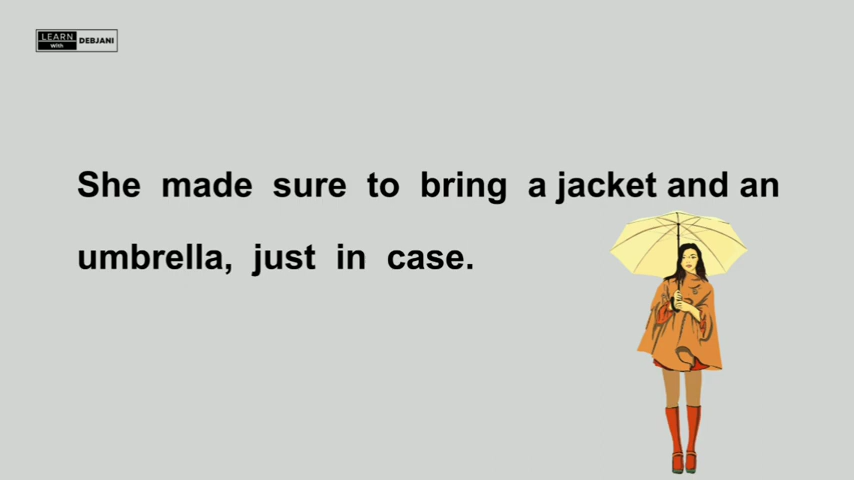 LEARN
With
DEBJANI
She made sure to bring a jacket and an
umbrella, just in case.